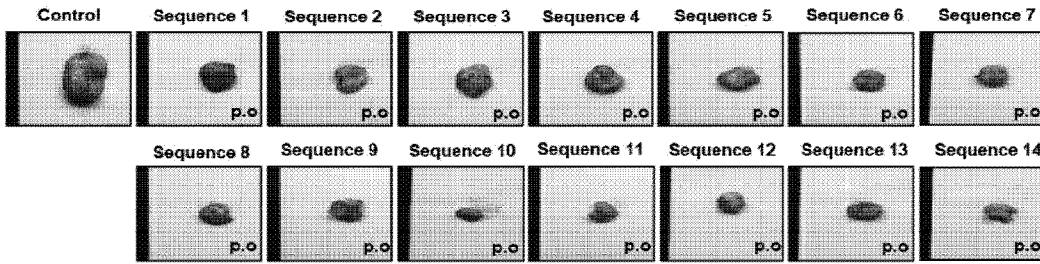 Control Sequence 1 Sequence 2 Sequence 3 Sequence 4 Sequence 5 Sequence 6 Sequence 7
p.o p.o p.o p.o p.o p.o p.o
Sequence 8 Sequence 9 Sequence 10 Sequence 11 Sequence 12 Sequence 13 Sequence 14
p.o p.o p.o p.o p.o p.o p.o